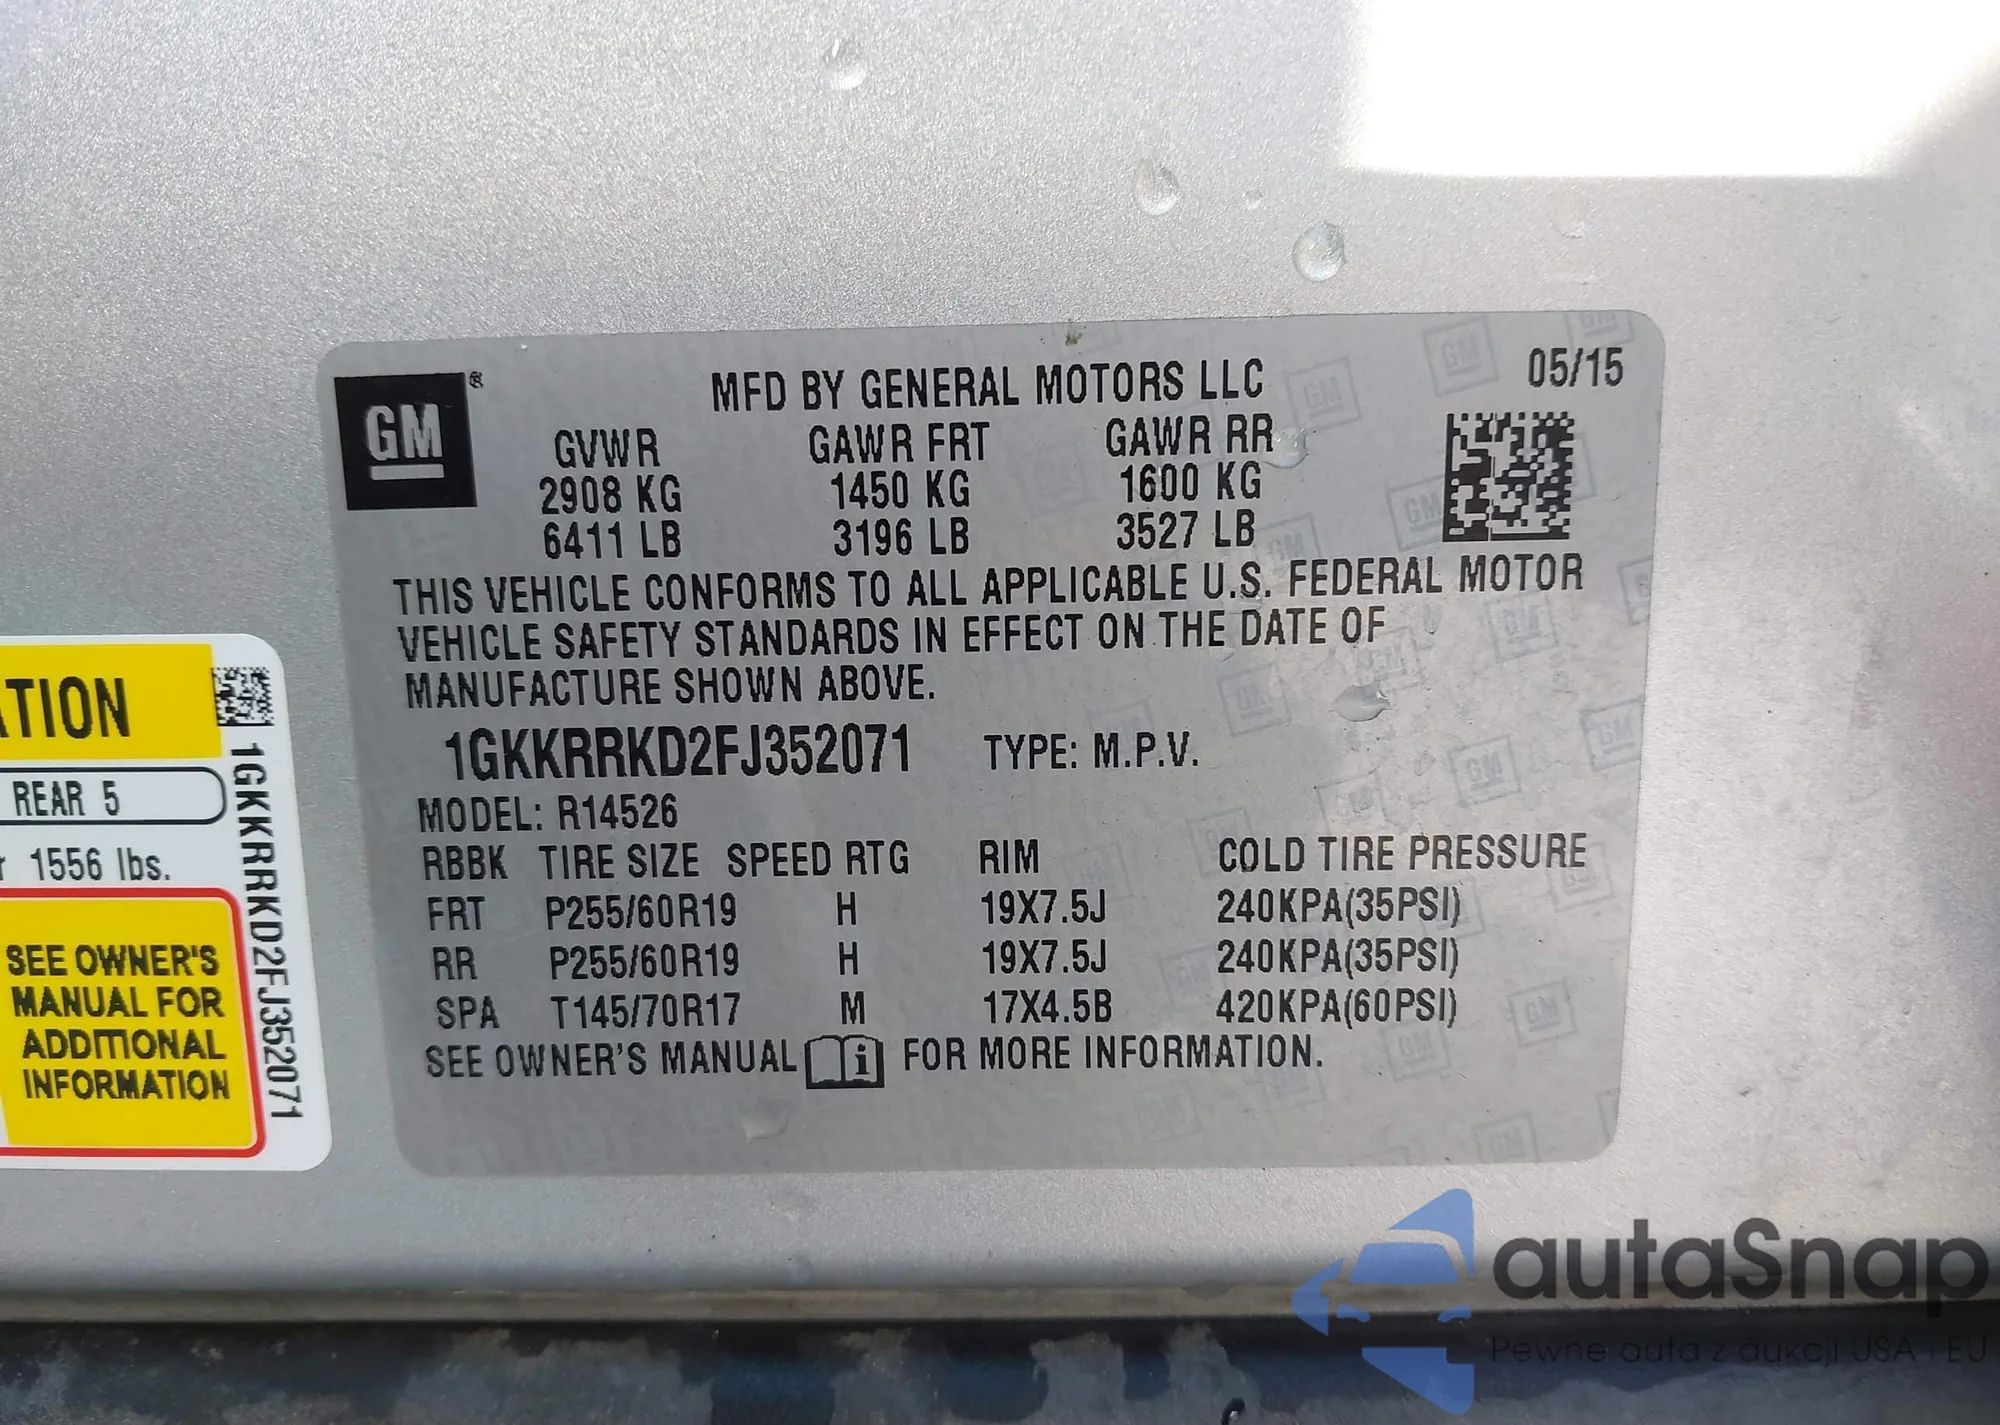 GM ®
MFD BY GENERAL MOTORS LLC 05/15
GVWR GAWR FRT GAWR RR
2908 KG 1450 KG 1600 KG
6411 LB 3196 LB 3527 LB
THIS VEHICLE CONFORMS TO ALL APPLICABLE U.S. FEDERAL MOTOR
VEHICLE SAFETY STANDARDS IN EFFECT ON THE DATE OF
MANUFACTURE SHOWN ABOVE.
1GKKRRKD2FJ352071 TYPE: M.P.V.
MODEL: R14526
RBBK TIRE SIZE SPEED RTG RIM COLD TIRE PRESSURE
FRT P255/60R19 H 19X7.5J 240KPA(35PSI)
RR P255/60R19 H 19X7.5J 240KPA(35PSI)
SPA T145/70R17 M 17X4.5B 420KPA(60PSI)
SEE OWNER'S MANUAL i FOR MORE INFORMATION.
REAR 5
1556 lbs.
SEE OWNER'S
MANUAL FOR
ADDITIONAL
INFORMATION
1GKKRRKD2FJ352071
autaSnap
Pewne auta z aukcji USA i EU